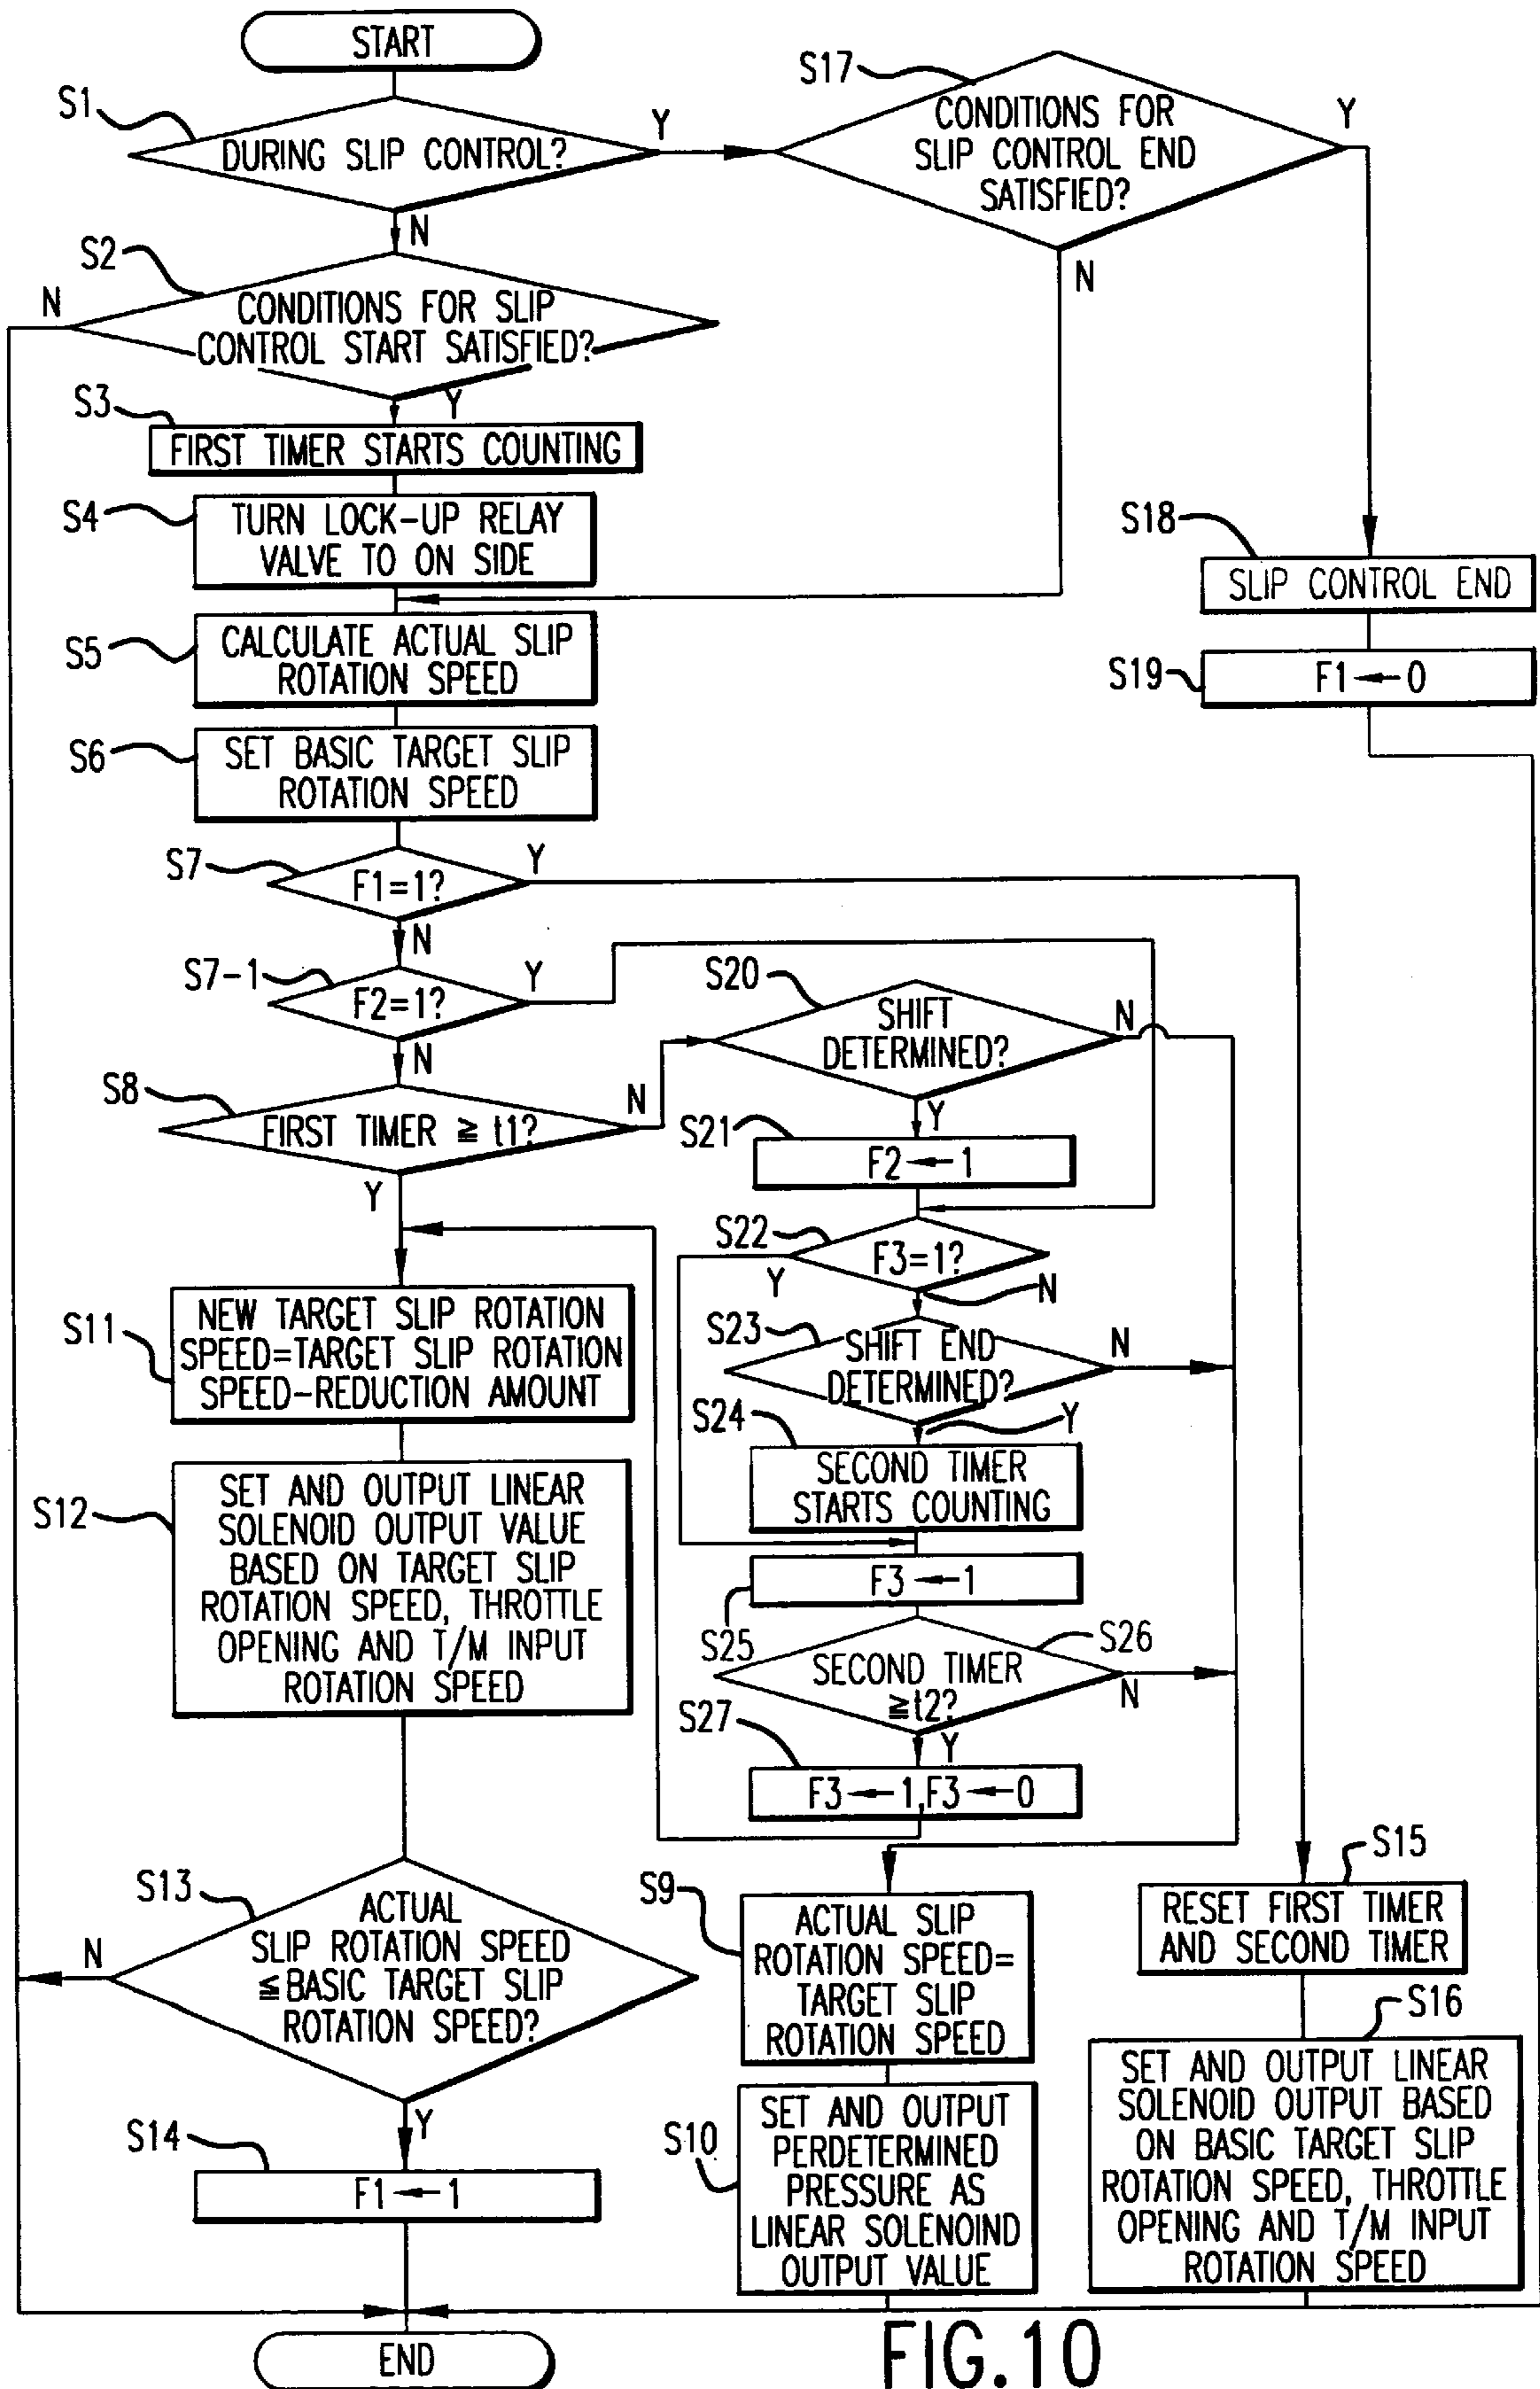 START
S1
DURING SLIP CONTROL?
Y
N
S17
CONDITIONS FOR
SLIP CONTROL END
SATISFIED?
Y
N
S2
N
CONDITIONS FOR SLIP
CONTROL START SATISFIED?
Y
S3
FIRST TIMER STARTS COUNTING
S4
TURN LOCK-UP RELAY
VALVE TO ON SIDE
S18
SLIP CONTROL END
S5
CALCULATE ACTUAL SLIP
ROTATION SPEED
S19
F1←0
S6
SET BASIC TARGET SLIP
ROTATION SPEED
S7
F1=1?
Y
N
S7-1
F2=1?
Y
N
S20
SHIFT
DETERMINED?
N
Y
S8
FIRST TIMER ≧ t1?
N
Y
S21
F2←1
S22
F3=1?
Y
N
S11
NEW TARGET SLIP ROTATION
SPEED=TARGET SLIP ROTATION
SPEED-REDUCTION AMOUNT
S23
SHIFT END
DETERMINED?
N
Y
S24
SECOND TIMER
STARTS COUNTING
S12
SET AND OUTPUT LINEAR
SOLENOID OUTPUT VALUE
BASED ON TARGET SLIP
ROTATION SPEED, THROTTLE
OPENING AND T/M INPUT
ROTATION SPEED
F3←1
S25
S26
SECOND TIMER
≧t2?
N
Y
S27
F3←1,F3←0
S13
ACTUAL
SLIP ROTATION SPEED
≦BASIC TARGET SLIP
ROTATION SPEED?
N
Y
S9
ACTUAL SLIP
ROTATION SPEED=
TARGET SLIP
ROTATION SPEED
S15
RESET FIRST TIMER
AND SECOND TIMER
S14
F1←1
S10
SET AND OUTPUT
PERDETERMINED
PRESSURE AS
LINEAR SOLENOIND
OUTPUT VALUE
S16
SET AND OUTPUT LINEAR
SOLENOID OUTPUT BASED
ON BASIC TARGET SLIP
ROTATION SPEED, THROTTLE
OPENING AND T/M INPUT
ROTATION SPEED
END
FIG.10